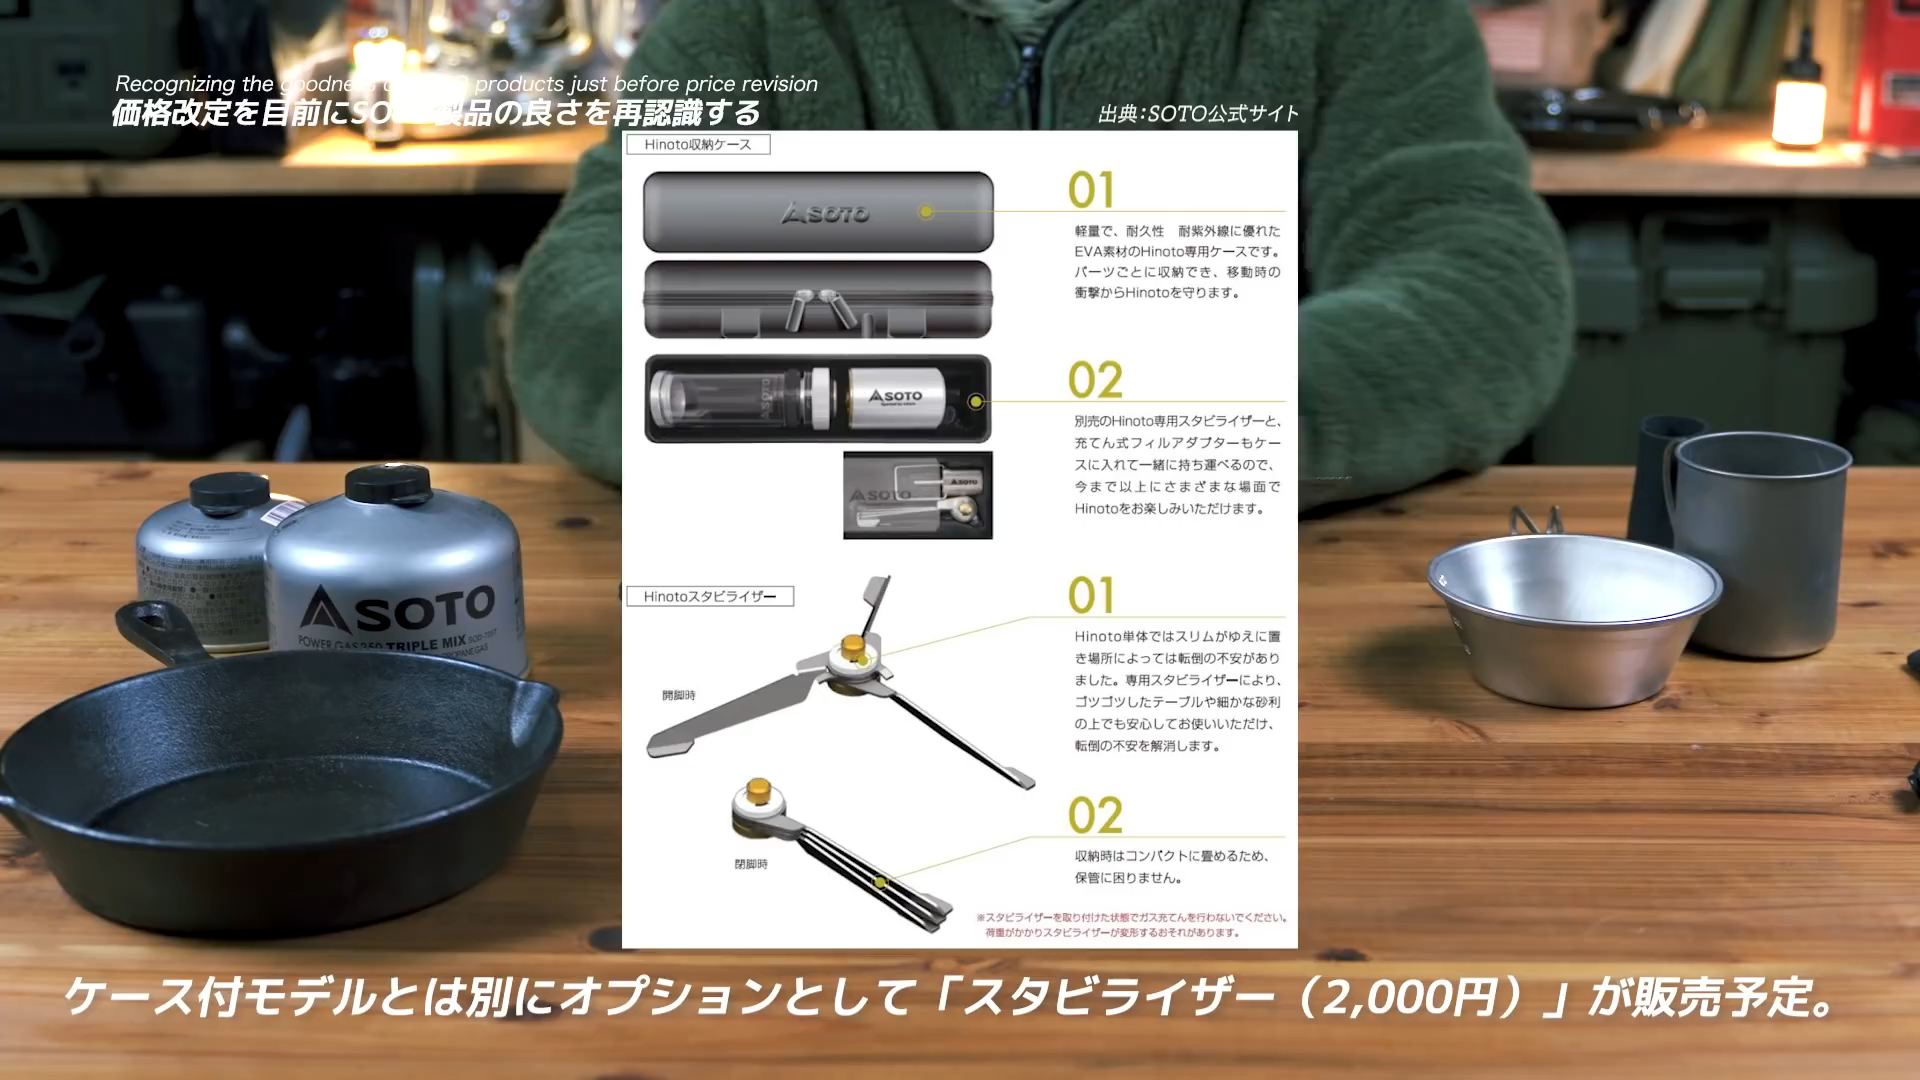 Recognizing the goodness products just before price revision
価格改定を目前にSO 製品の良さを再認識する
出典：SOTO公式サイト
Hinoto収納ケース
SOTO
01
軽量で、耐久性　耐紫外線に優れた
EVA素材のHinoto専用ケースです。
パーツごとに収納でき、移動時の
衝撃からHinotoを守ります。
SOTO
SOTO
02
別売のHinoto専用スタビライザーと、
充てん式フィルアダプターもケー
スに入れて一緒に持ち運べるので、
今まで以上にさまざまな場面で
Hinotoをお楽しみいただけます。
SOTO
SOTO
Hinotoスタビライザー
01
Hinoto単体ではスリムがゆえに置
き場所によっては転倒の不安があり
ました。専用スタビライザーにより、
ゴツゴツしたテーブルや細かな砂利
の上でも安心してお使いいただけ、
転倒の不安を解消します。
開脚時
02
収納時はコンパクトに畳めるため、
保管に困りません。
閉脚時
※スタビライザーを取り付けた状態でガス充てんを行わないでください。
荷重がかかりスタビライザーが変形するおそれがあります。
SOTO
POWER GAS250 TRIPLE MIX SOD-725T
ケース付モデルとは別にオプションとして「スタビライザー（2,000円）」が販売予定。